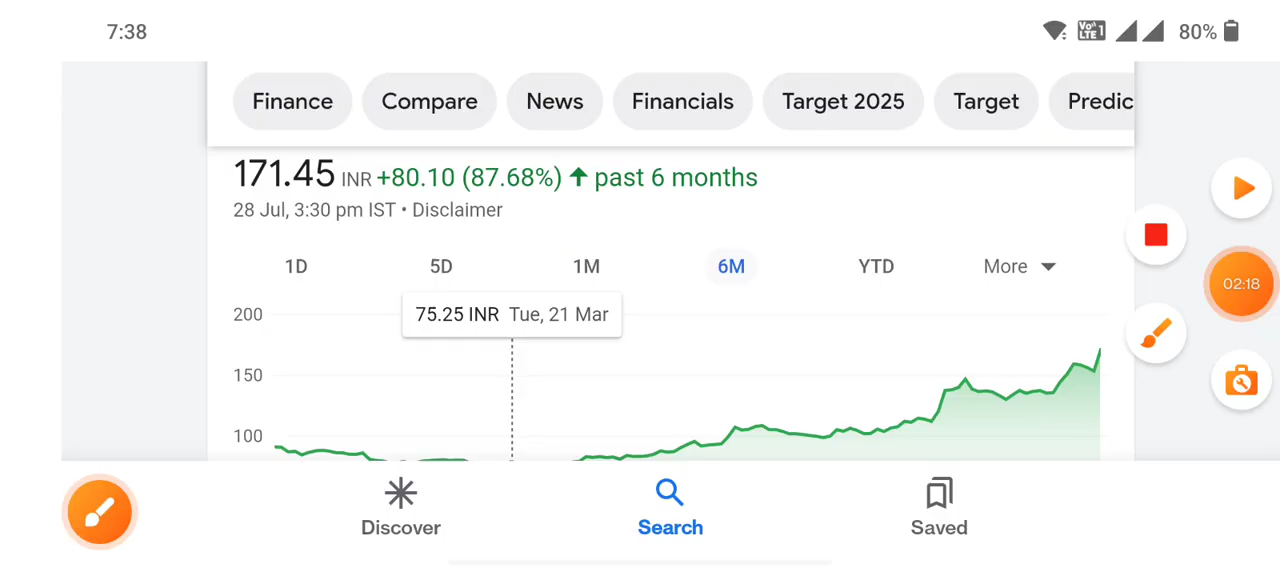 7:38
Vo)) LTE1
80%
Finance Compare News Financials Target 2025 Target Predic
171.45 INR +80.10 (87.68%) ↑ past 6 months
28 Jul, 3:30 pm IST • Disclaimer
1D 5D 1M 6M YTD More
75.25 INR Tue, 21 Mar
200
150
100
02:18
Discover Search Saved